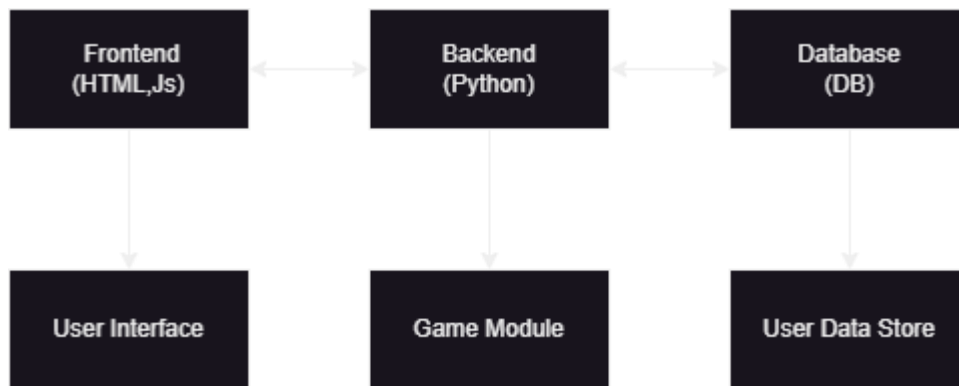 Frontend
(HTML,Js)
Backend
(Python)
Database
(DB)
User Interface
Game Module
User Data Store